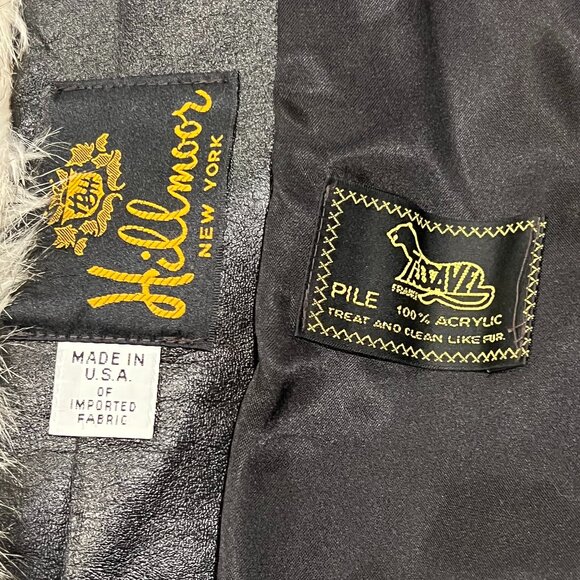 Hillmoor
NEW YORK
MADE IN
U.S.A.
OF
IMPORTED
FABRIC
TISSAVEL
FRANCE
PILE 100% ACRYLIC
TREAT AND CLEAN LIKE FUR.